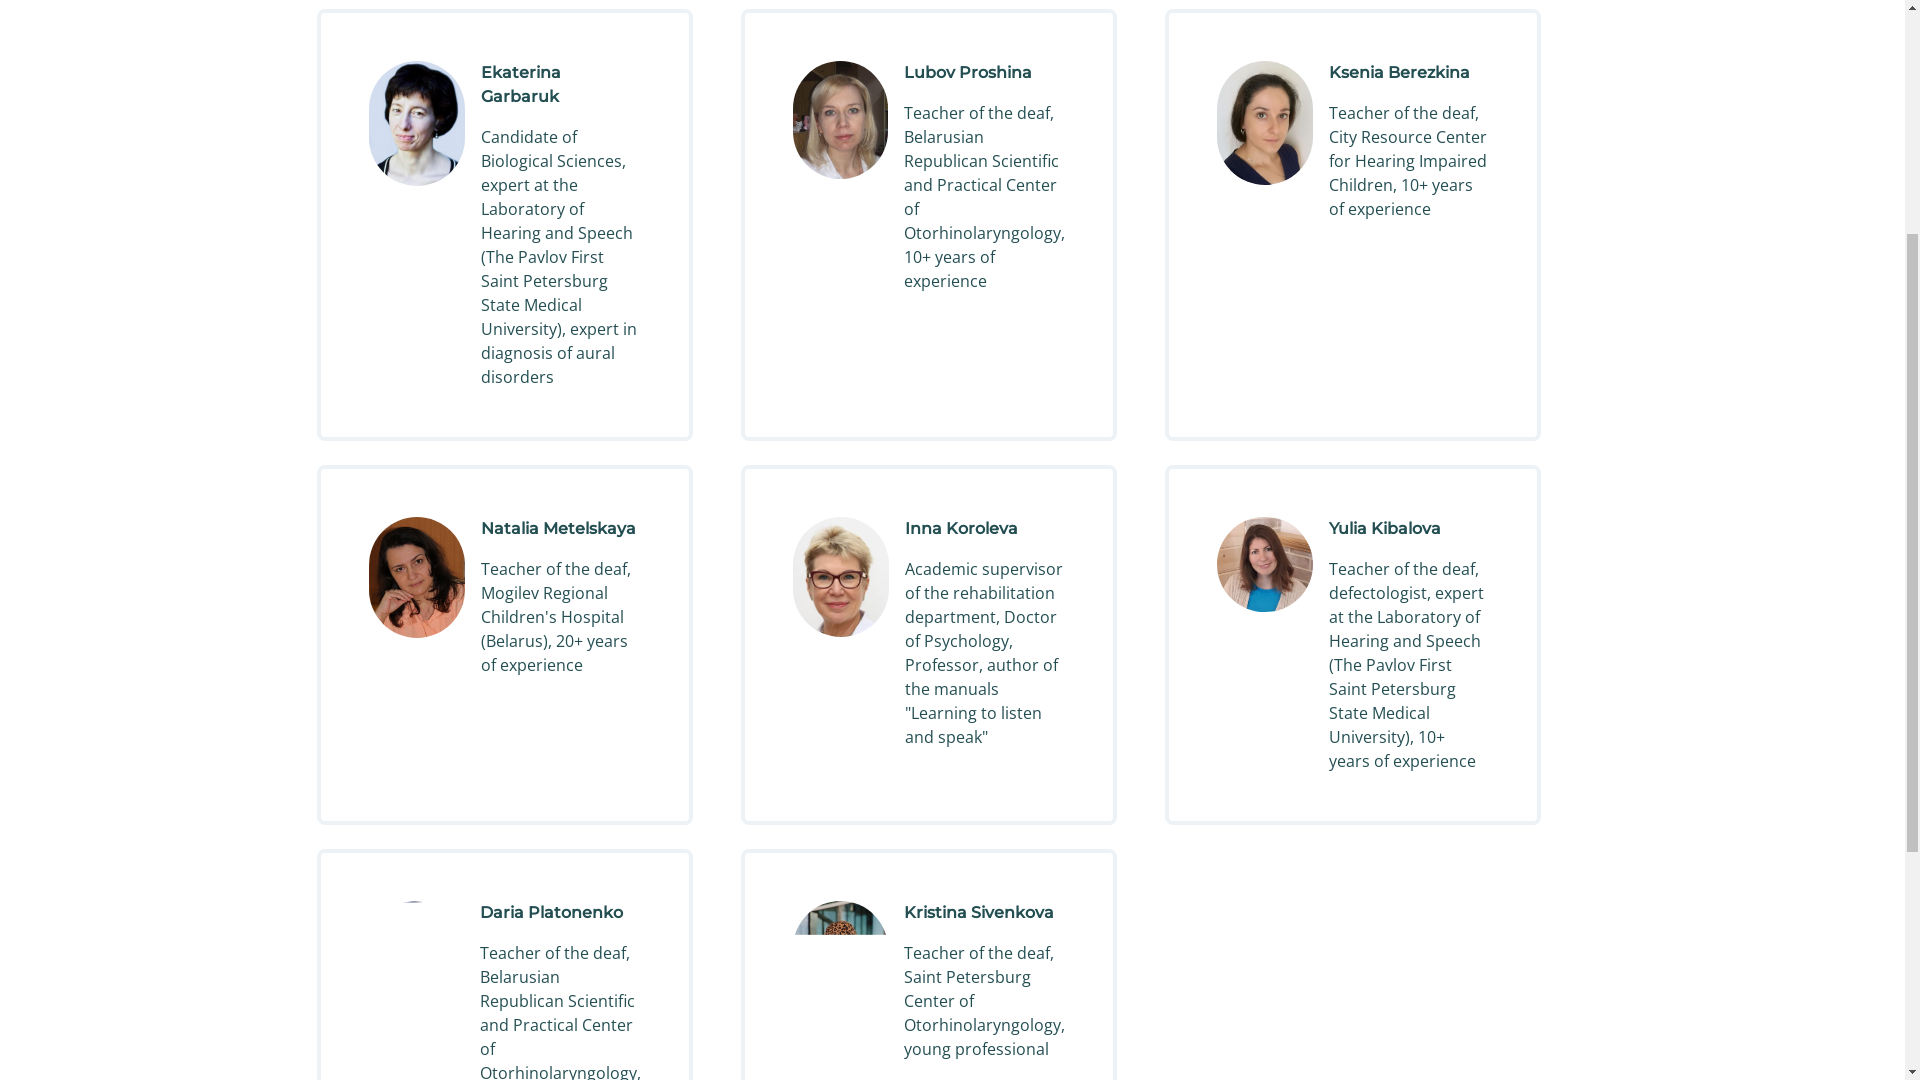 Ekaterina
Garbaruk
Candidate of
Biological Sciences,
expert at the
Laboratory of
Hearing and Speech
(The Pavlov First
Saint Petersburg
State Medical
University), expert in
diagnosis of aural
disorders
Lubov Proshina
Teacher of the deaf,
Belarusian
Republican Scientific
and Practical Center
of
Otorhinolaryngology,
10+ years of
experience
Ksenia Berezkina
Teacher of the deaf,
City Resource Center
for Hearing Impaired
Children, 10+ years
of experience
Natalia Metelskaya
Teacher of the deaf,
Mogilev Regional
Children's Hospital
(Belarus), 20+ years
of experience
Inna Koroleva
Academic supervisor
of the rehabilitation
department, Doctor
of Psychology,
Professor, author of
the manuals
"Learning to listen
and speak"
Yulia Kibalova
Teacher of the deaf,
defectologist, expert
at the Laboratory of
Hearing and Speech
(The Pavlov First
Saint Petersburg
State Medical
University), 10+
years of experience
Daria Platonenko
Teacher of the deaf,
Belarusian
Republican Scientific
and Practical Center
of
Otorhinolaryngology,
Kristina Sivenkova
Teacher of the deaf,
Saint Petersburg
Center of
Otorhinolaryngology,
young professional